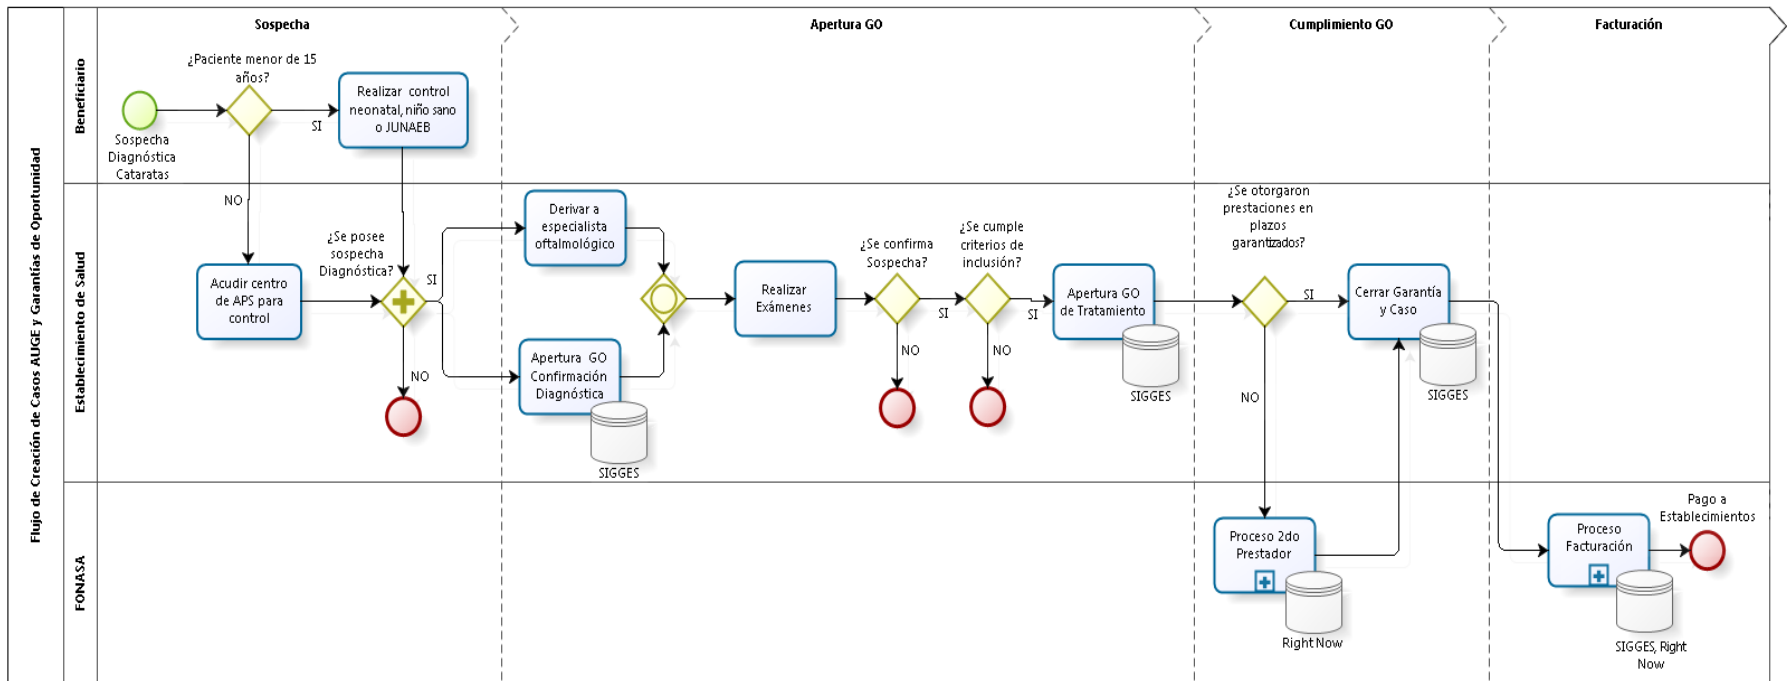 Sospecha
Apertura GO
Cumplimiento GO
Facturación
Flujo de Creación de Casos AUGE y Garantías de Oportunidad
Beneficiario
¿Paciente menor de 15
años?
Realizar control
neonatal, niño sano
o JUNAEB
SI
Sospecha
Diagnóstica
Cataratas
NO
Establecimiento de Salud
Acudir centro
de APS para
control
¿Se posee
sospecha
Diagnóstica?
SI
NO
Derivar a
especialista
oftalmológico
Apertura GO
Confirmación
Diagnóstica
SIGGES
Realizar
Exámenes
¿Se confirma
Sospecha?
SI
NO
¿Se cumple
criterios de
inclusión?
SI
NO
Apertura GO
de Tratamiento
SIGGES
¿Se otorgaron
prestaciones en
plazos
garantizados?
SI
NO
Cerrar Garantía
y Caso
SIGGES
FONASA
Proceso 2do
Prestador
Right Now
Proceso
Facturación
SIGGES, Right
Now
Pago a
Establecimientos